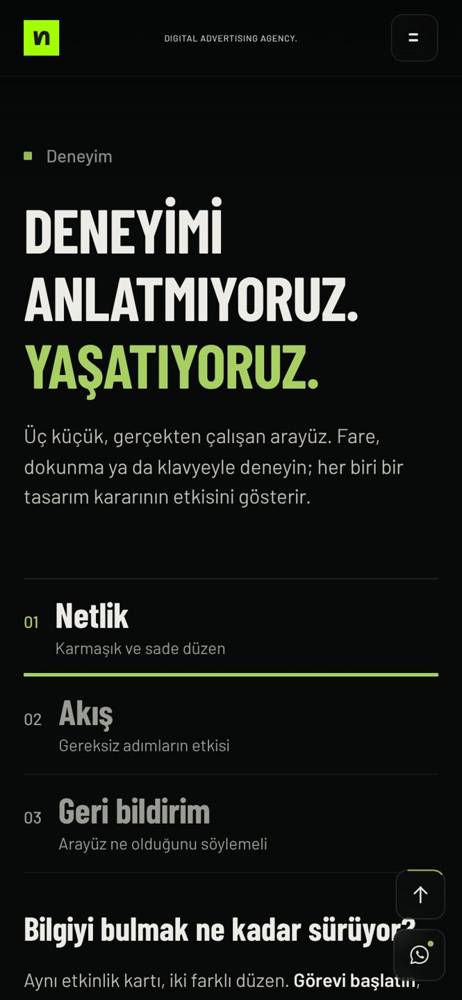 n
DIGITAL ADVERTISING AGENCY.
Deneyim
DENEYİMİ
ANLATMIYORUZ.
YAŞATIYORUZ.
Üç küçük, gerçekten çalışan arayüz. Fare,
dokunma ya da klavyeyle deneyin; her biri bir
tasarım kararının etkisini gösterir.
01 Netlik
Karmaşık ve sade düzen
02 Akış
Gereksiz adımların etkisi
03 Geri bildirim
Arayüz ne olduğunu söylemeli
Bilgiyi bulmak ne kadar sürüyor?
Aynı etkinlik kartı, iki farklı düzen. Görevi başlatın,